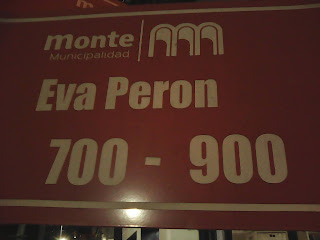 monte
Municipalidad
Eva Peron
700 - 900